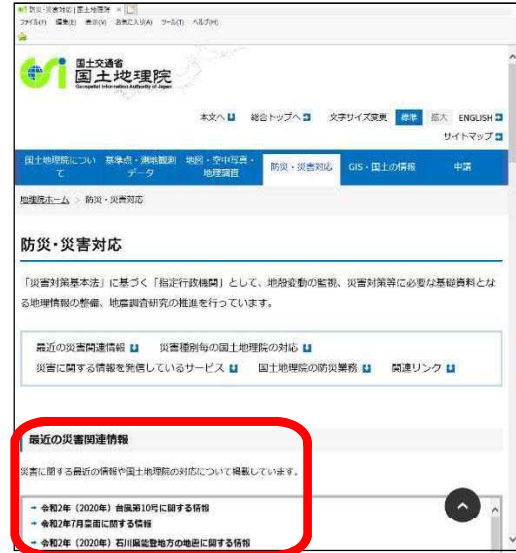 防災・災害対応 | 国土地理院
ファイル(F) 編集(E) 表示(V) お気に入り(A) ツール(T) ヘルプ(H)
国土交通省
国土地理院
Geospatial Information Authority of Japan
本文へ 総合トップへ 文字サイズ変更 標準 拡大 ENGLISH
サイトマップ
国土地理院について 基準点・測地観測データ 地図・空中写真・地理調査 防災・災害対応 GIS・国土の情報 申請
地理院ホーム > 防災・災害対応
防災・災害対応
「災害対策基本法」に基づく「指定行政機関」として、地殻変動の監視、災害対策等に必要な基礎資料とな
る地理情報の整備、地震調査研究の推進を行っています。
最近の災害関連情報 災害種別毎の国土地理院の対応
災害に関する情報を発信しているサービス 国土地理院の防災業務 関連リンク
最近の災害関連情報
災害に関する最近の情報や国土地理院の対応について掲載しています。
→ 令和2年（2020年）台風第10号に関する情報
→ 令和2年7月豪雨に関する情報
→ 令和2年（2020年）石川県能登地方の地震に関する情報